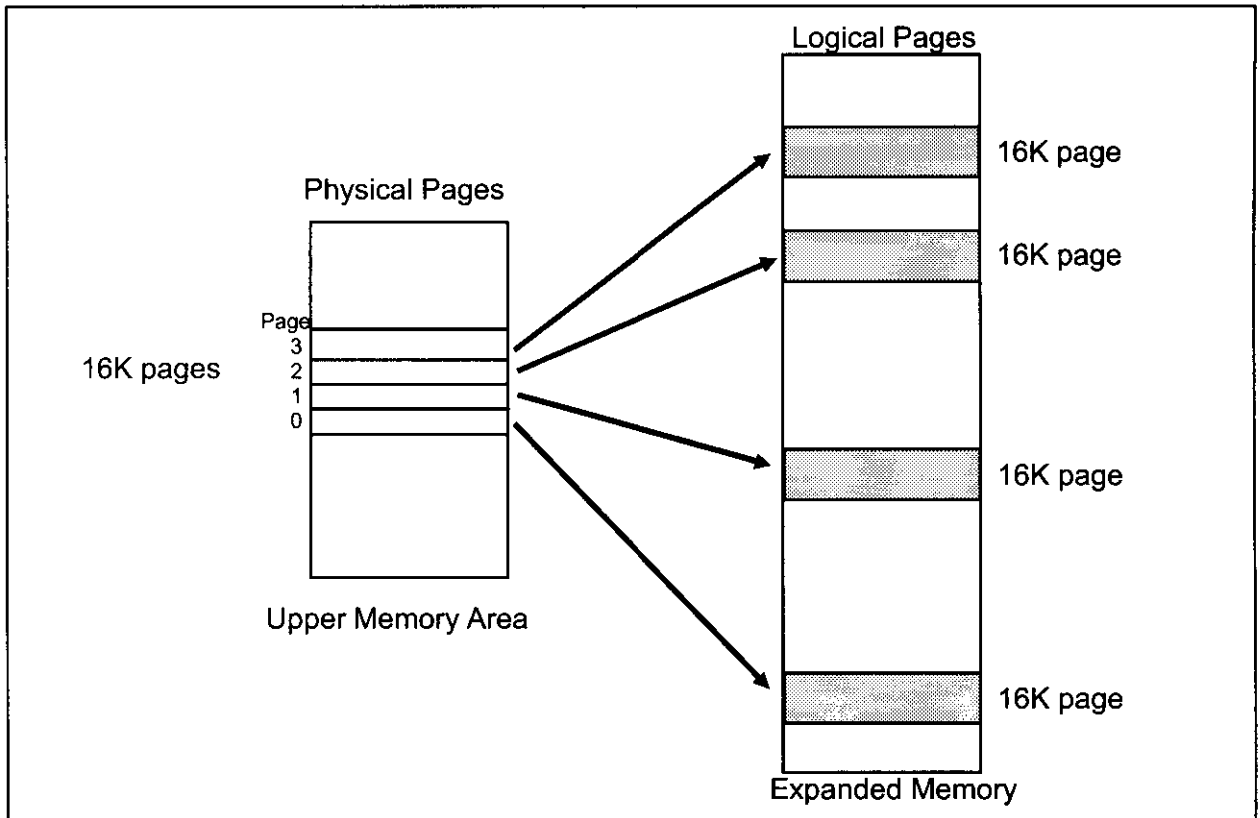 Logical Pages
16K page
Physical Pages
16K page
Page
3
16K pages
2
1
0
16K page
Upper Memory Area
16K page
Expanded Memory